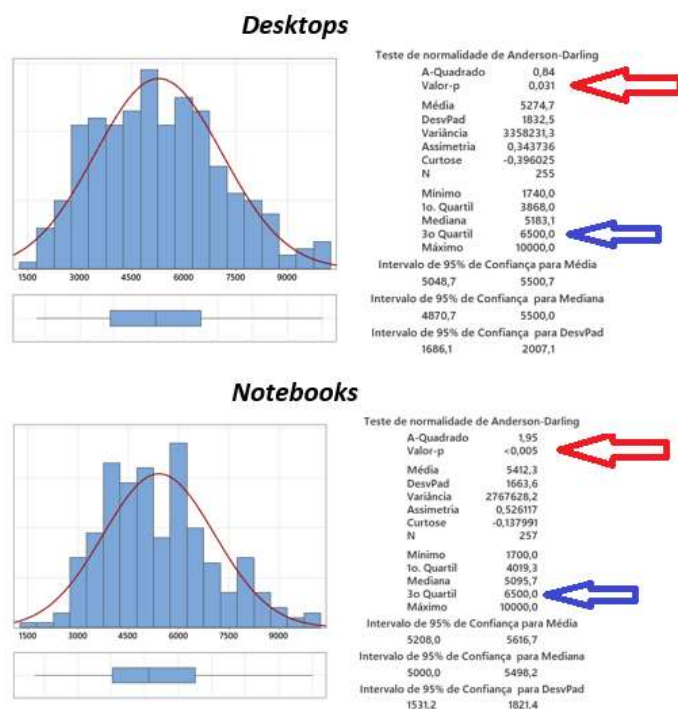 Desktops
Teste de normalidade de Anderson-Darling
A-Quadrado 0,84
Valor-p 0,031
Média 5274,7
DesvPad 1832,5
Variância 3358231,3
Assimetria 0,343736
Curtose -0,396025
N 255
Mínimo 1740,0
1o. Quartil 3868,0
Mediana 5183,1
3o Quartil 6500,0
Máximo 10000,0
Intervalo de 95% de Confiança para Média
5048,7 5500,7
Intervalo de 95% de Confiança para Mediana
4870,7 5500,0
Intervalo de 95% de Confiança para DesvPad
1686,1 2007,1
1500 3000 4500 6000 7500 9000
Notebooks
Teste de normalidade de Anderson-Darling
A-Quadrado 1,95
Valor-p <0,005
Média 5412,3
DesvPad 1663,6
Variância 2767628,2
Assimetria 0,526117
Curtose -0,137991
N 257
Mínimo 1700,0
1o. Quartil 4019,3
Mediana 5095,7
3o Quartil 6500,0
Máximo 10000,0
Intervalo de 95% de Confiança para Média
5208,0 5616,7
Intervalo de 95% de Confiança para Mediana
5000,0 5498,2
Intervalo de 95% de Confiança para DesvPad
1531,2 1821,4
1500 3000 4500 6000 7500 9000